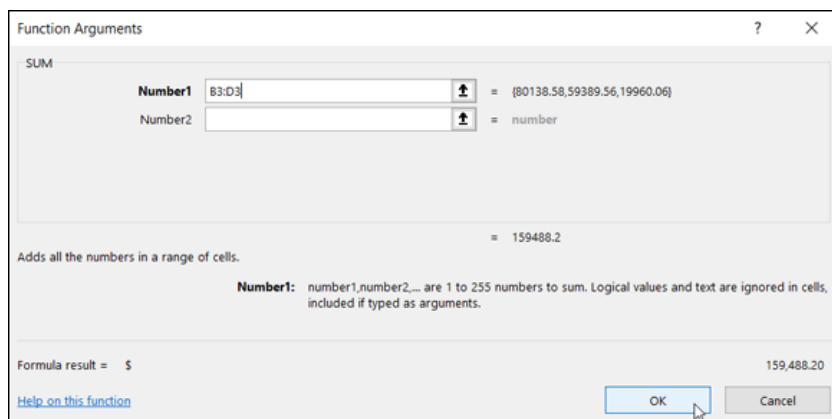 Function Arguments ? ×
SUM
Number1 B3:D3 = {80138.58,59389.56,19960.06}
Number2 = number
= 159488.2
Adds all the numbers in a range of cells.
Number1: number1,number2,... are 1 to 255 numbers to sum. Logical values and text are ignored in cells,
included if typed as arguments.
Formula result = $ 159,488.20
Help on this function OK Cancel